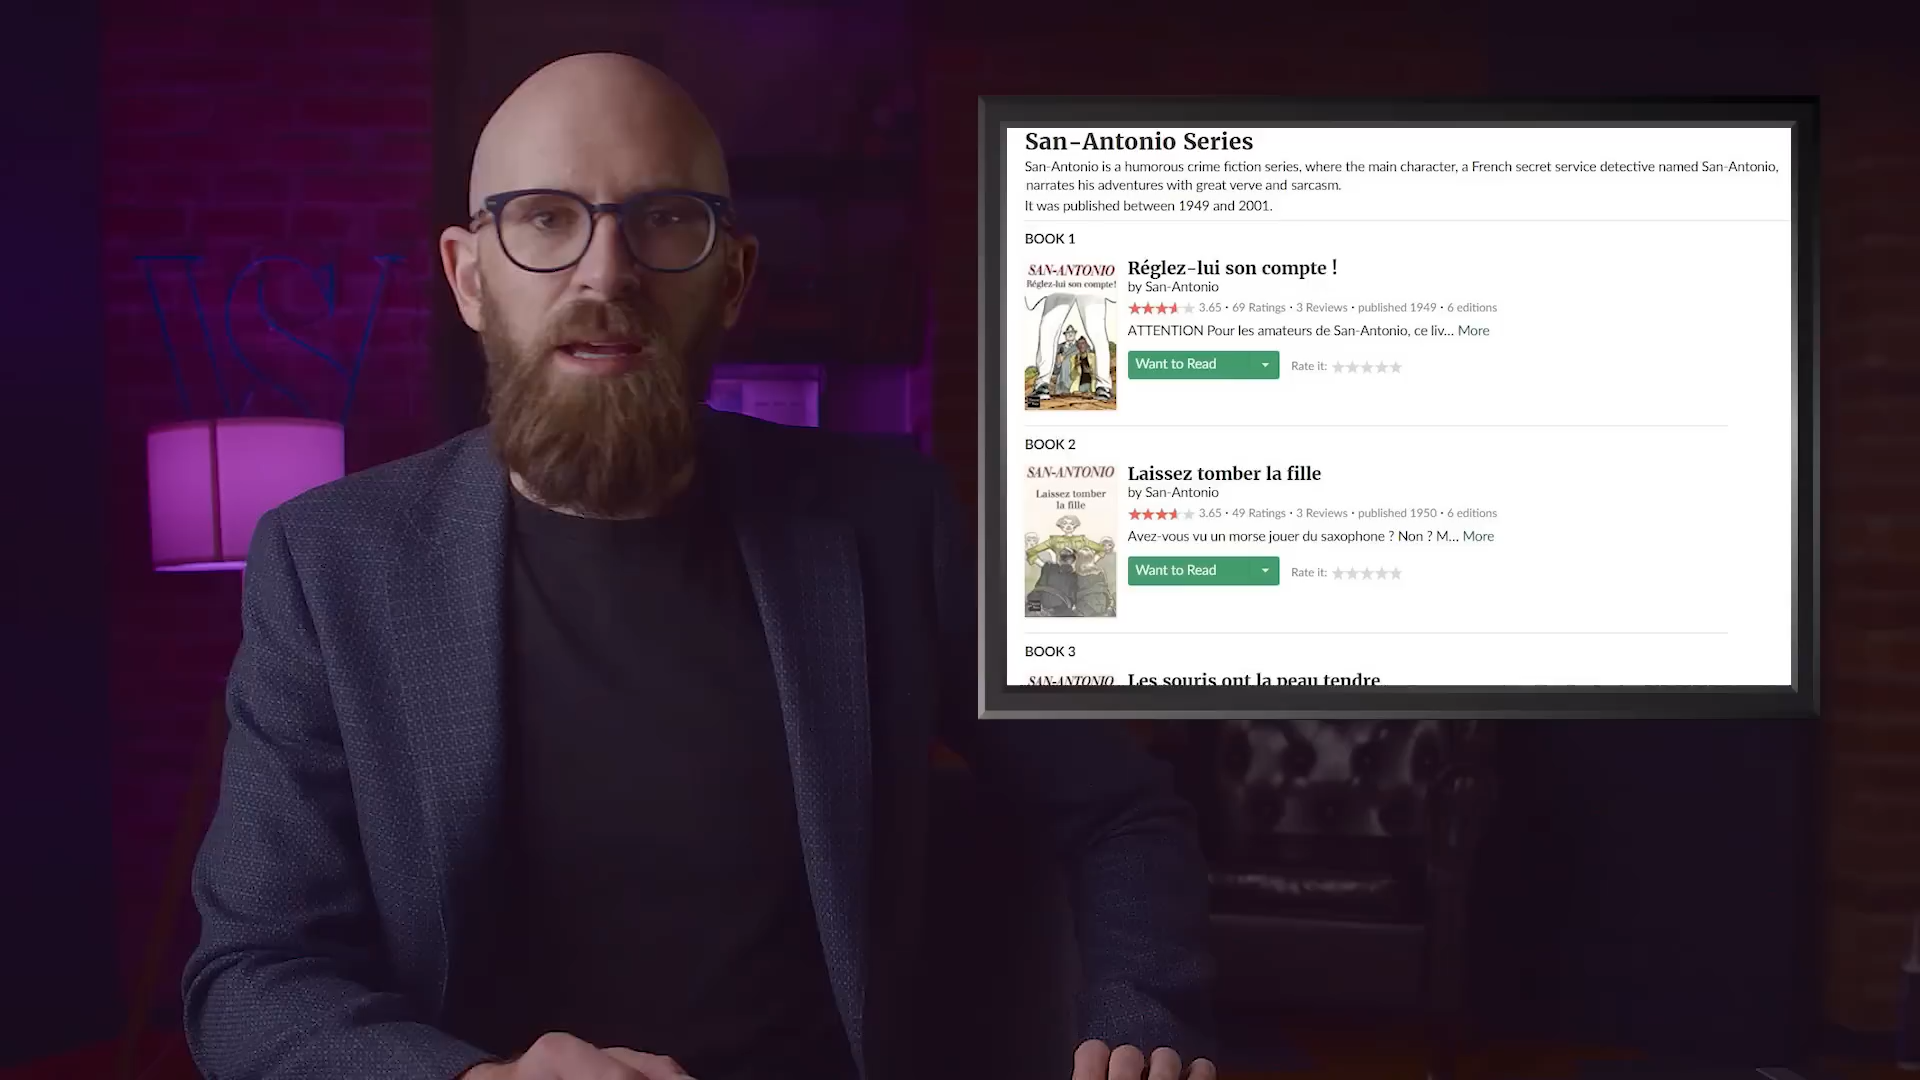 San-Antonio Series
San-Antonio is a humorous crime fiction series, where the main character, a French secret service detective named San-Antonio,
narrates his adventures with great verve and sarcasm.
It was published between 1949 and 2001.
BOOK 1
SAN-ANTONIO
Réglez-lui son compte!
Réglez-lui son compte !
by San-Antonio
3.65 • 69 Ratings • 3 Reviews • published 1949 • 6 editions
ATTENTION Pour les amateurs de San-Antonio, ce liv... More
Want to Read
Rate it:
BOOK 2
SAN-ANTONIO
Laissez tomber
la fille
Laissez tomber la fille
by San-Antonio
3.65 • 49 Ratings • 3 Reviews • published 1950 • 6 editions
Avez-vous vu un morse jouer du saxophone ? Non ? M... More
Want to Read
Rate it:
BOOK 3
SAN-ANTONIO
Les souris ont la peau tendre